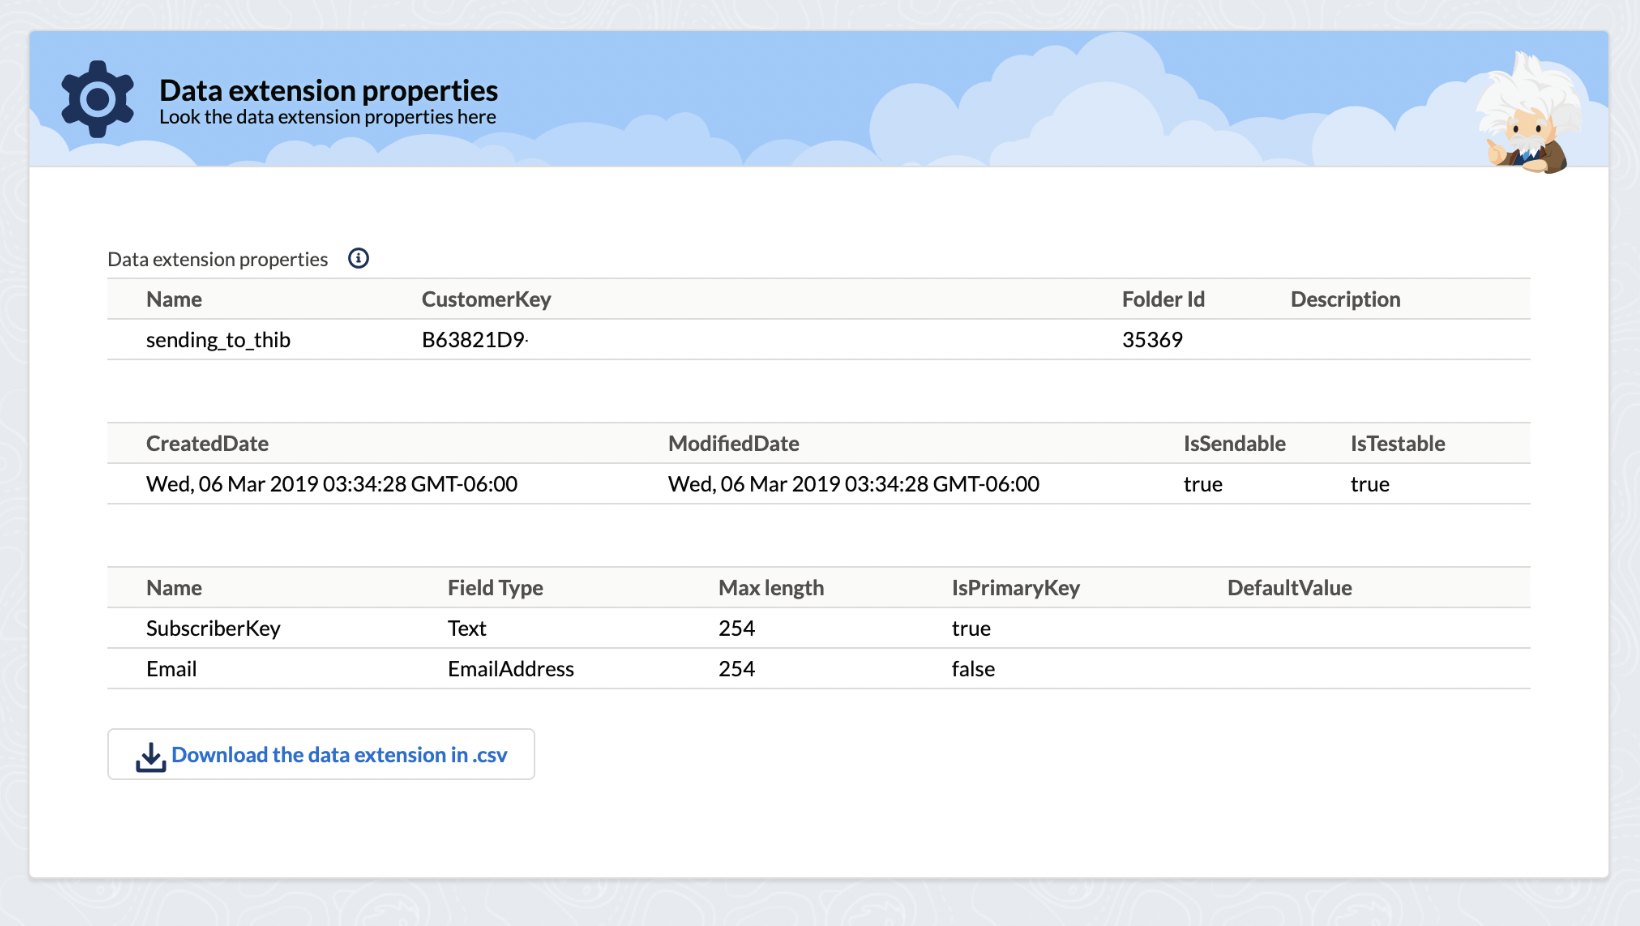 Data extension properties
Look the data extension properties here
Data extension properties
Name CustomerKey Folder Id Description
sending_to_thib B63821D9- 35369
CreatedDate ModifiedDate IsSendable IsTestable
Wed, 06 Mar 2019 03:34:28 GMT-06:00 Wed, 06 Mar 2019 03:34:28 GMT-06:00 true true
Name Field Type Max length IsPrimaryKey DefaultValue
SubscriberKey Text 254 true
Email EmailAddress 254 false
Download the data extension in .csv